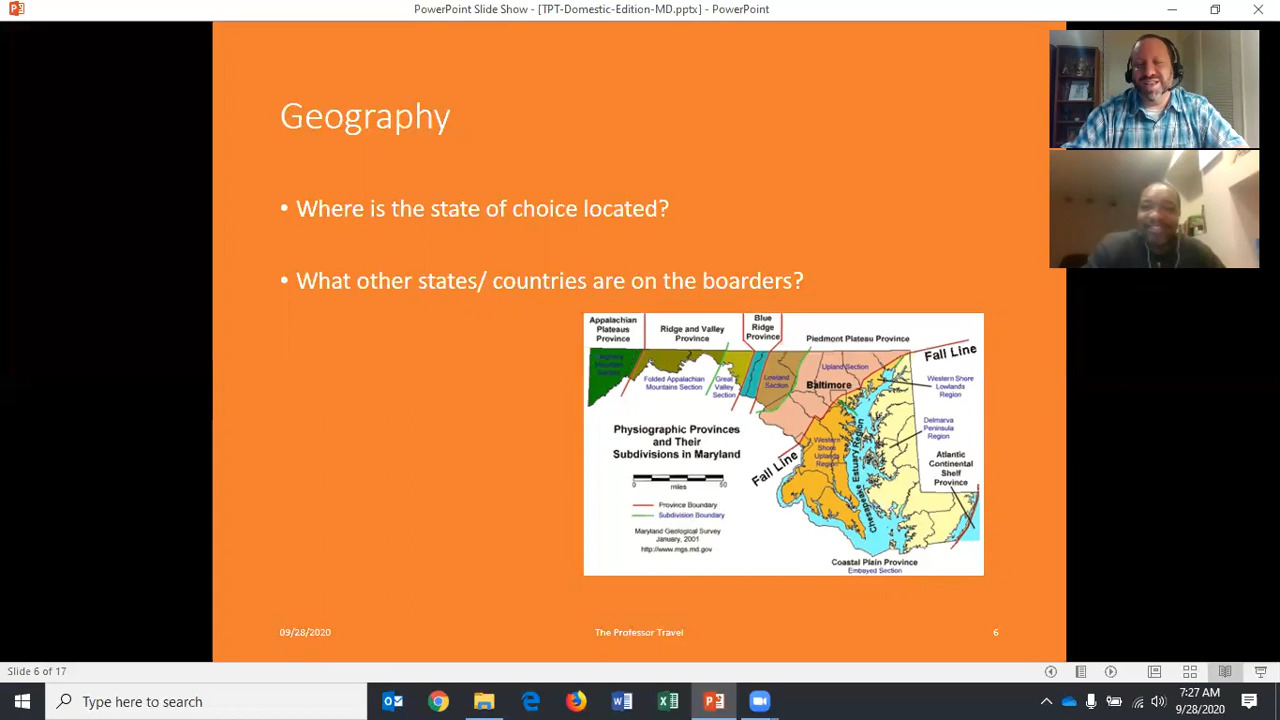 PowerPoint Slide Show - [TPT-Domestic-Edition-MD.pptx] - PowerPoint
Geography
• Where is the state of choice located?
• What other states/ countries are on the boarders?
Appalachian
Plateaus
Province
Ridge and Valley
Province
Blue
Ridge
Province
Piedmont Plateau Province
Fall Line
Mountain
Folded Appalachian
Mountains Section
Great
Valley
Section
Lowland
Section
Upland Section
Baltimore
Western Shore
Lowlands
Region
Delmarva
Peninsula
Region
Physiographic Provinces
and Their
Subdivisions in Maryland
Western
Shore
Uplands
Region
Chesapeake Estuary Region
Atlantic
Continental
Shelf
Province
Fall Line
0 50
miles
Province Boundary
Subdivision Boundary
Maryland Geological Survey
January, 2001
http://www.mgs.md.gov
Coastal Plain Province
Embayed Section
09/28/2020 The Professor Travel 6
Slide 6 of 17
Type here to search
7:27 AM
9/28/2020